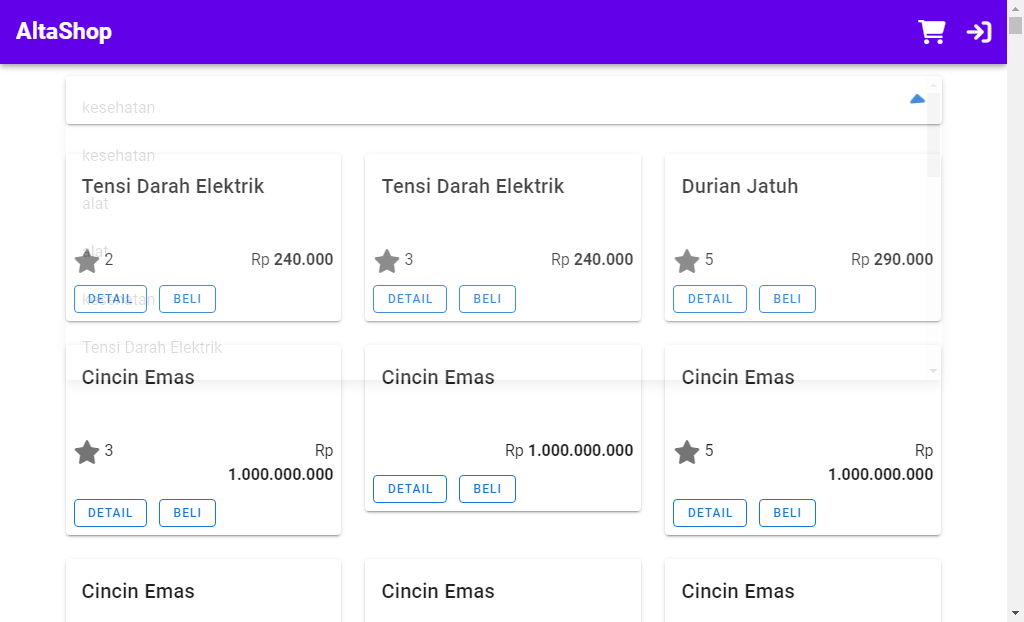 AltaShop
kesehatan
kesehatan
Tensi Darah Elektrik
Tensi Darah Elektrik
Durian Jatuh
alat
alat
2
Rp 240.000
3
Rp 240.000
5
Rp 290.000
kesehatan
DETAIL
BELI
DETAIL
BELI
DETAIL
BELI
Tensi Darah Elektrik
Cincin Emas
Cincin Emas
Cincin Emas
3
Rp
1.000.000.000
Rp 1.000.000.000
5
Rp
1.000.000.000
DETAIL
BELI
DETAIL
BELI
DETAIL
BELI
Cincin Emas
Cincin Emas
Cincin Emas